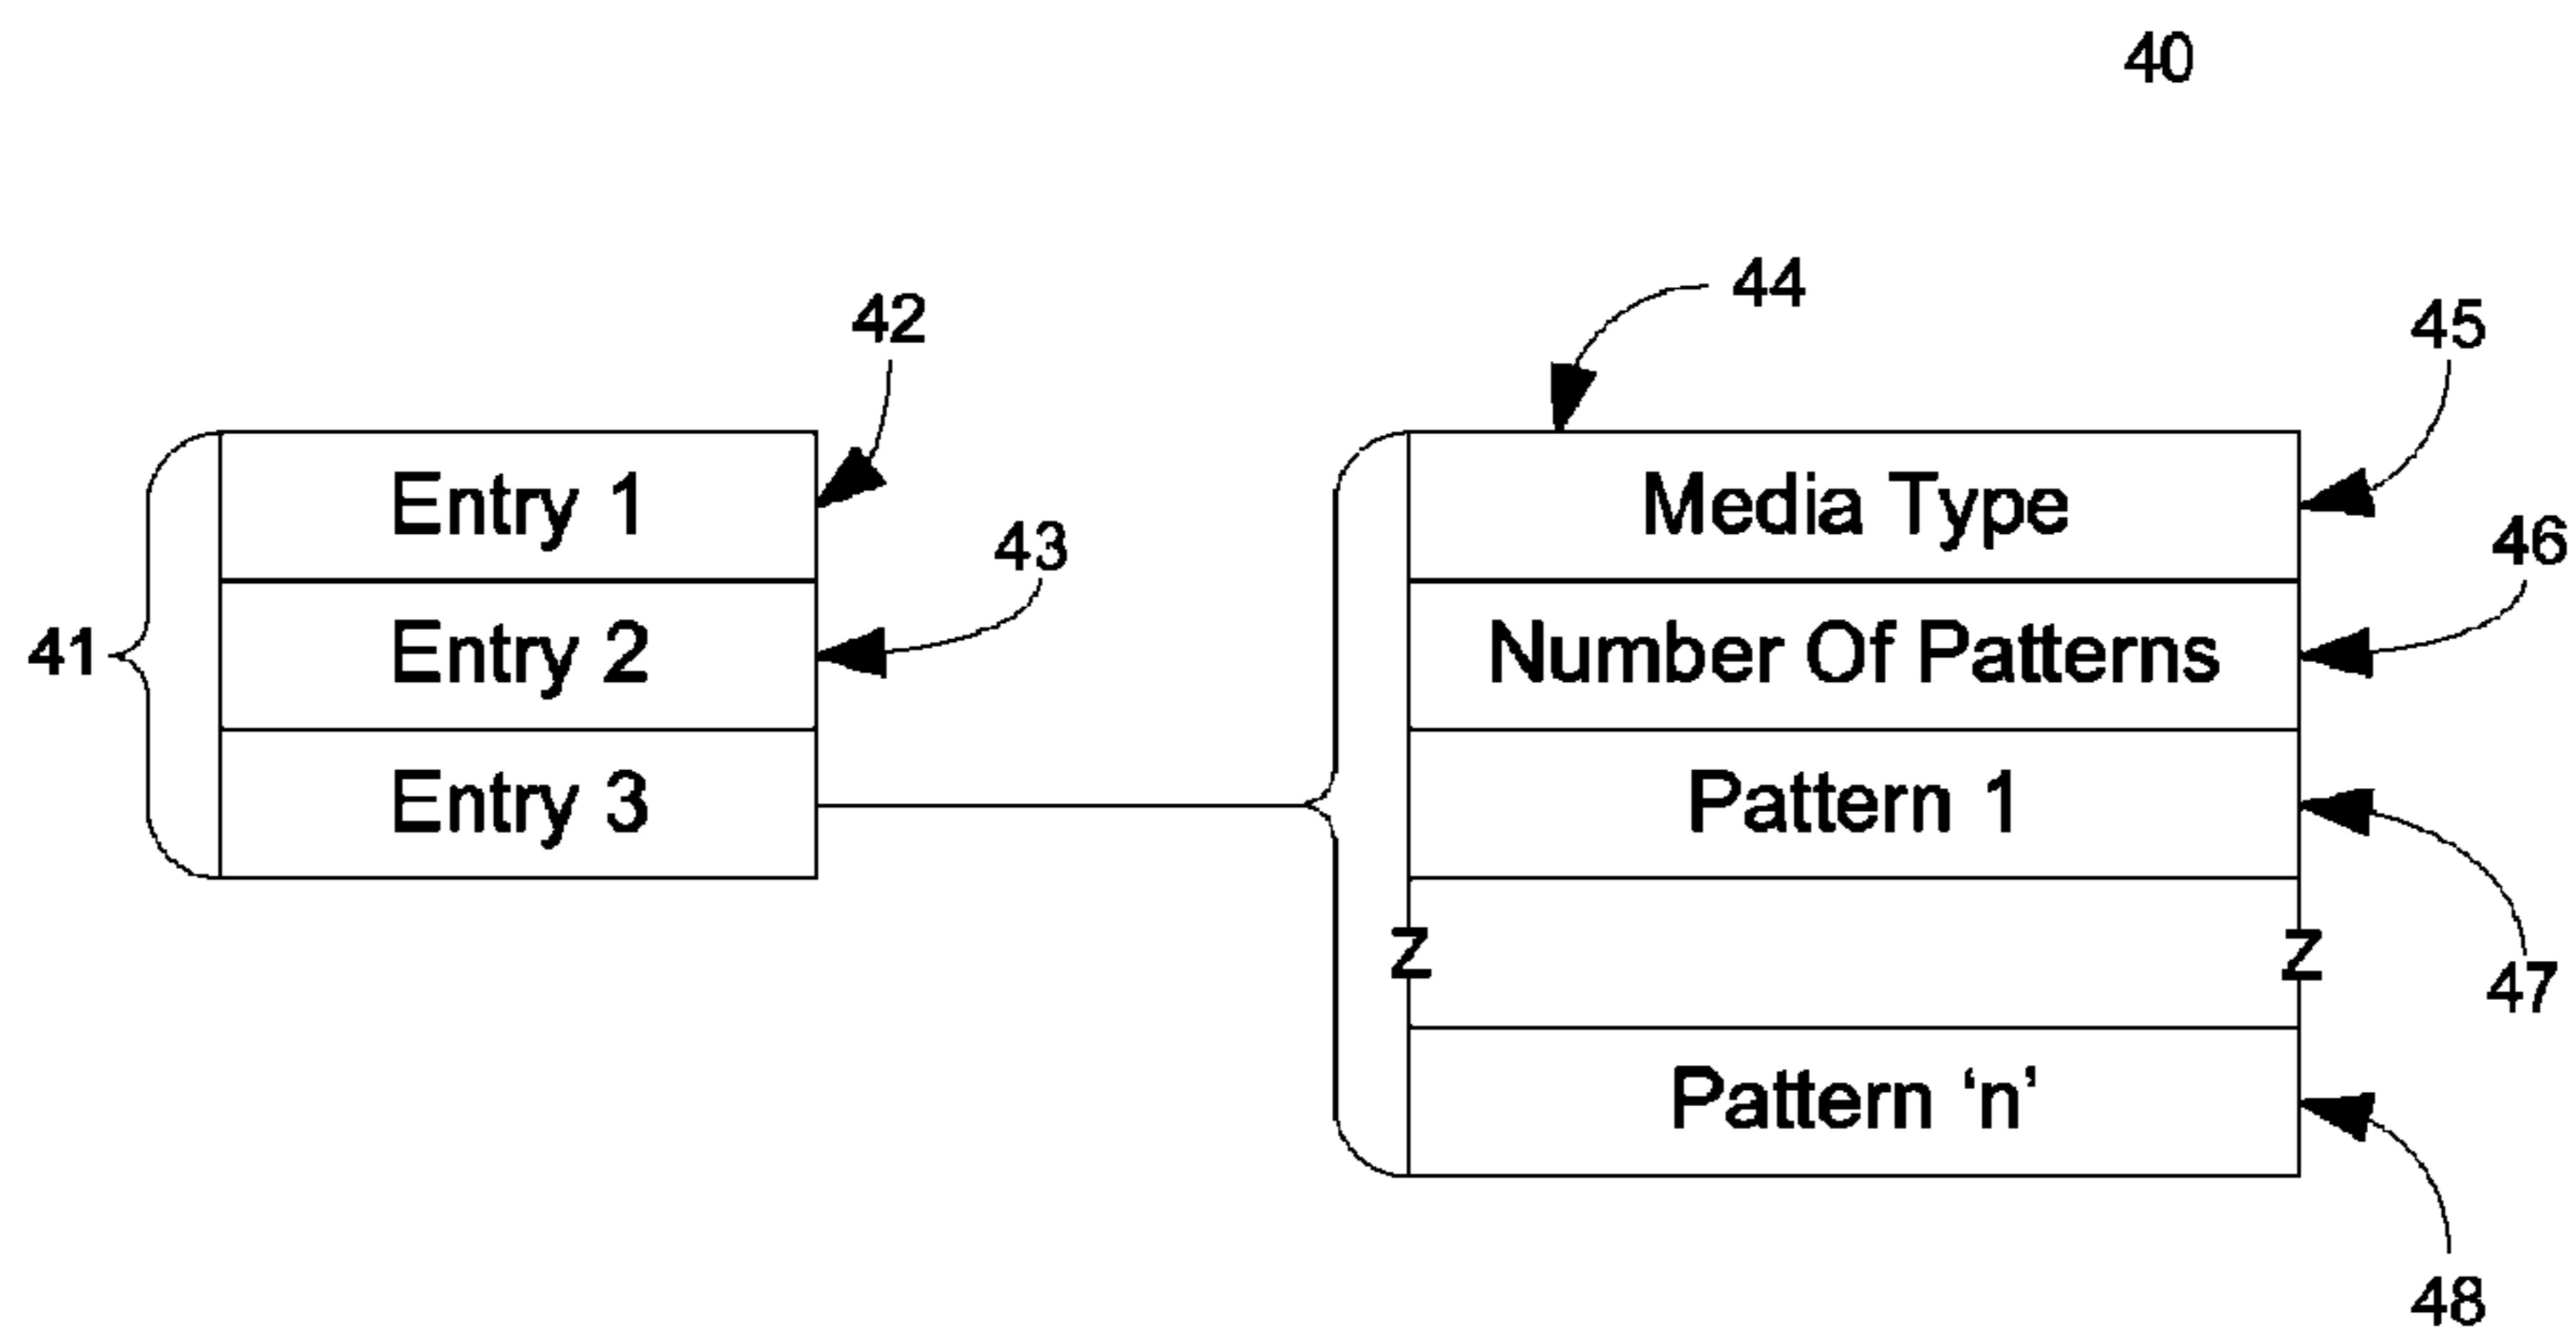 40
44
42
45
Entry 1
Media Type
43
46
41
Entry 2
Number Of Patterns
Entry 3
Pattern 1
Z
Z
47
Pattern ‘n’
48